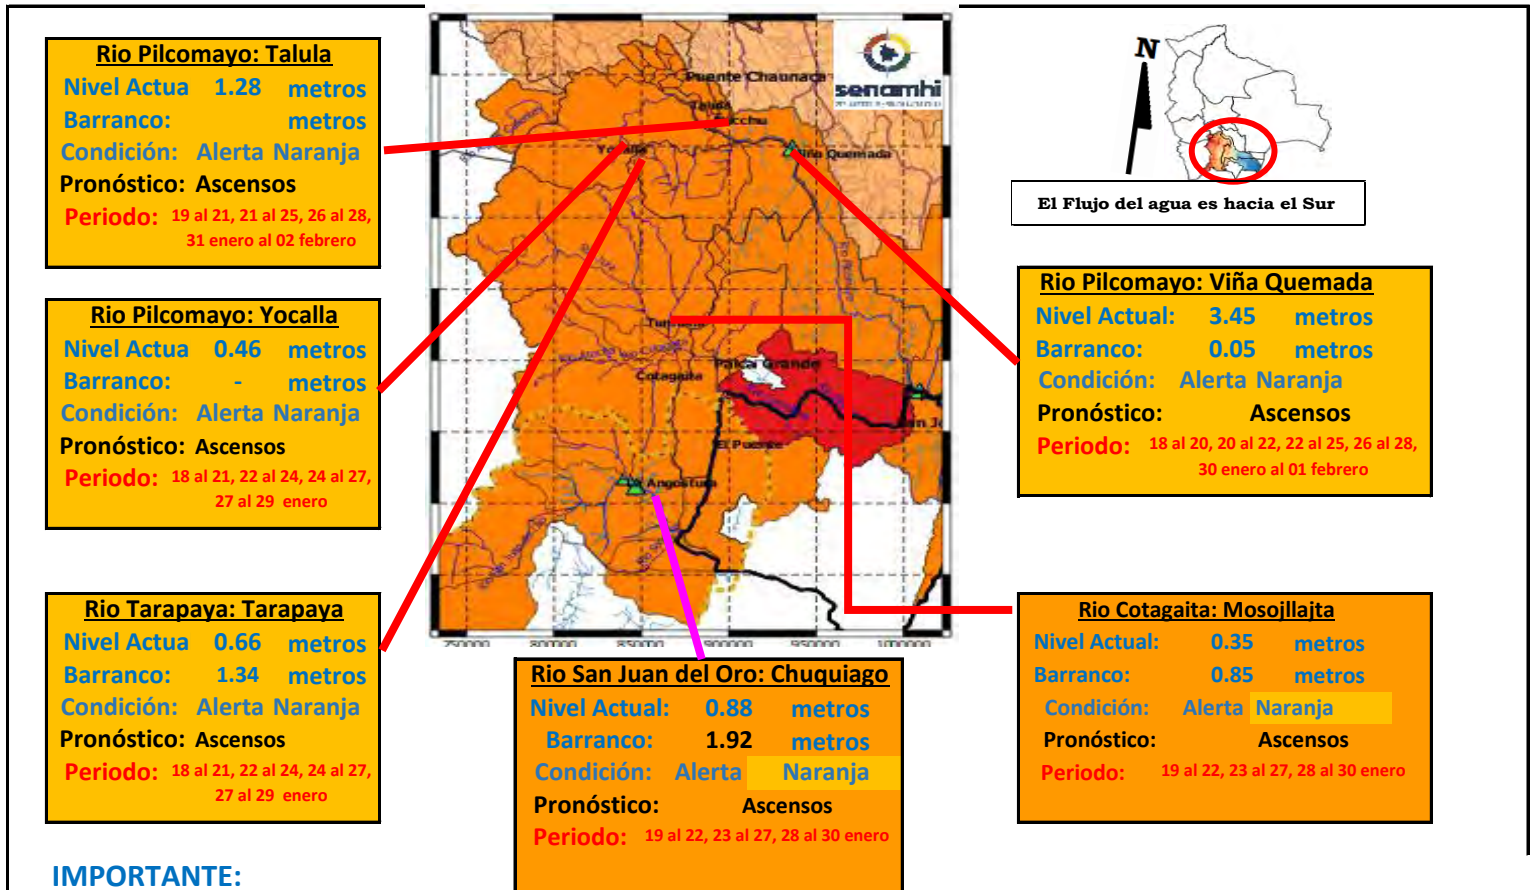 Rio Pilcomayo: Talula
Nivel Actua 1.28 metros
Barranco: metros
Condición: Alerta Naranja
Pronóstico: Ascensos
Periodo: 19 al 21, 21 al 25, 26 al 28,
31 enero al 02 febrero
Rio Pilcomayo: Yocalla
Nivel Actua 0.46 metros
Barranco: - metros
Condición: Alerta Naranja
Pronóstico: Ascensos
Periodo: 18 al 21, 22 al 24, 24 al 27,
27 al 29 enero
Rio Tarapaya: Tarapaya
Nivel Actua 0.66 metros
Barranco: 1.34 metros
Condición: Alerta Naranja
Pronóstico: Ascensos
Periodo: 18 al 21, 22 al 24, 24 al 27,
27 al 29 enero
IMPORTANTE:
senamhi
Puente Chaunaca
Yocalla
Viña Quemada
Tumusla
Palca Grande
Cotagaita
El Puente
Angostura
850000
900000
950000
1000000
Rio San Juan del Oro: Chuquiago
Nivel Actual: 0.88 metros
Barranco: 1.92 metros
Condición: Alerta Naranja
Pronóstico: Ascensos
Periodo: 19 al 22, 23 al 27, 28 al 30 enero
N
El Flujo del agua es hacia el Sur
Rio Pilcomayo: Viña Quemada
Nivel Actual: 3.45 metros
Barranco: 0.05 metros
Condición: Alerta Naranja
Pronóstico: Ascensos
Periodo: 18 al 20, 20 al 22, 22 al 25, 26 al 28,
30 enero al 01 febrero
Rio Cotagaita: Mosojllajta
Nivel Actual: 0.35 metros
Barranco: 0.85 metros
Condición: Alerta Naranja
Pronóstico: Ascensos
Periodo: 19 al 22, 23 al 27, 28 al 30 enero